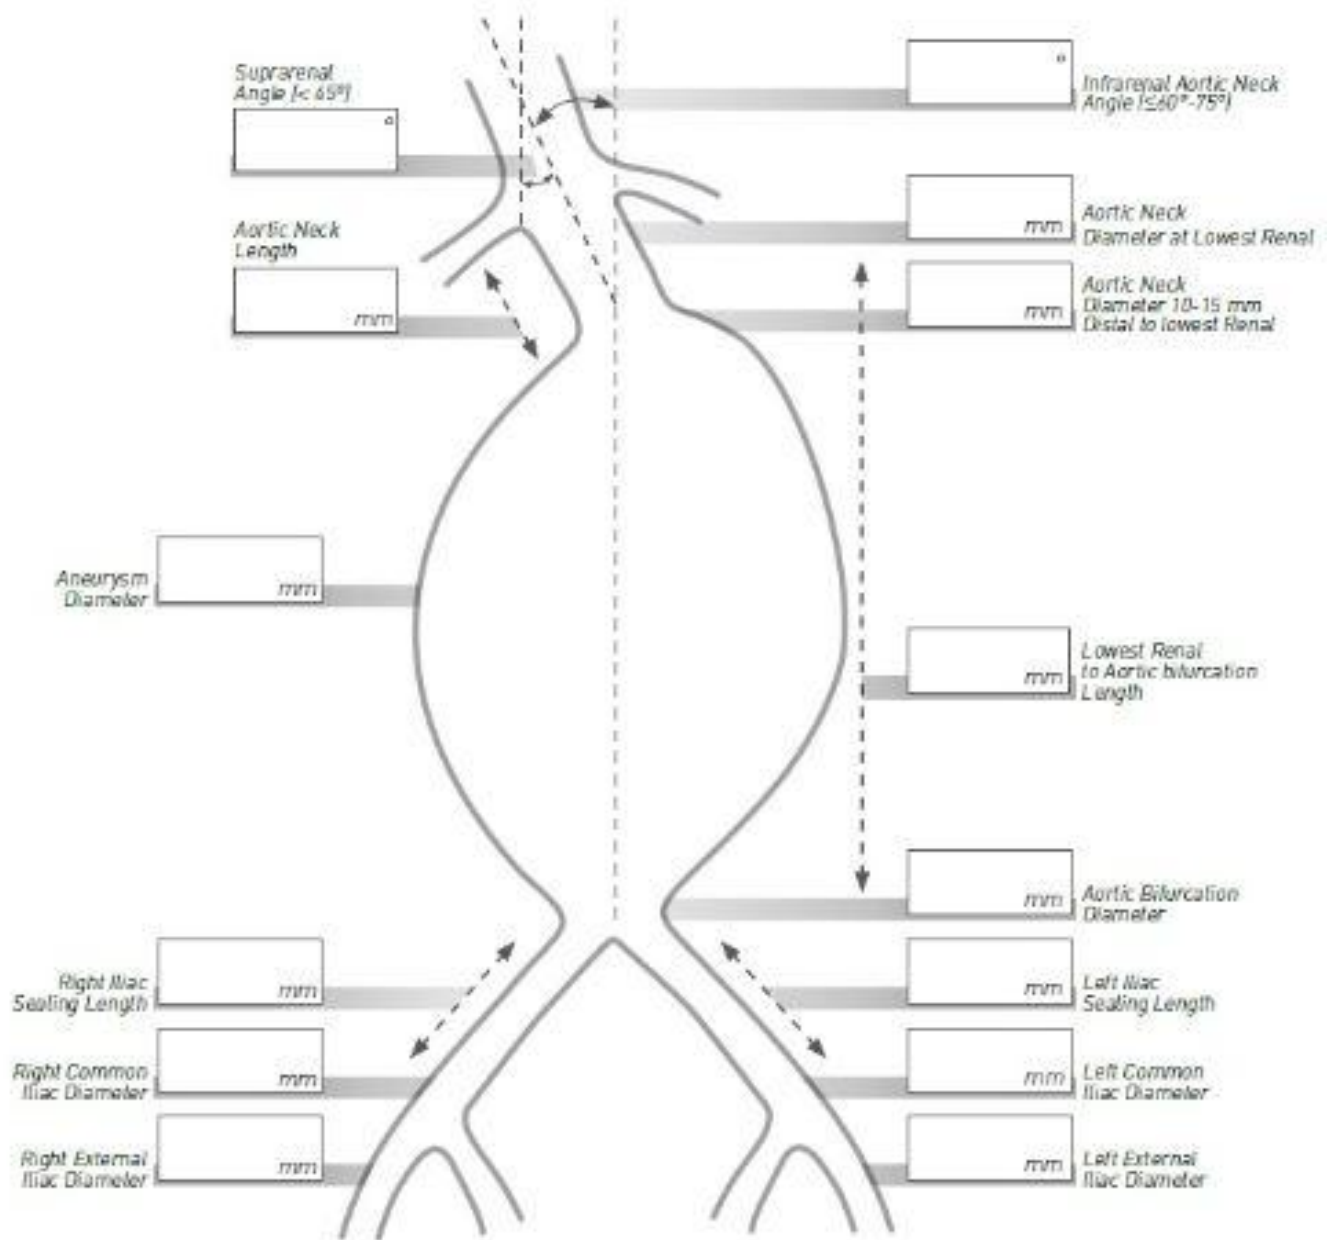 Suprarenal
Angle (< 65°)
°
Infrarenal Aortic Neck
Angle (≤60°-75°)
°
Aortic Neck
Length
mm
Aortic Neck
Diameter at Lowest Renal
mm
Aortic Neck
Diameter 10-15 mm
Distal to lowest Renal
mm
Aneurysm
Diameter
mm
Lowest Renal
to Aortic bifurcation
Length
mm
Aortic Bifurcation
Diameter
mm
Right Iliac
Sealing Length
mm
Left Iliac
Sealing Length
mm
Right Common
Iliac Diameter
mm
Left Common
Iliac Diameter
mm
Right External
Iliac Diameter
mm
Left External
Iliac Diameter
mm